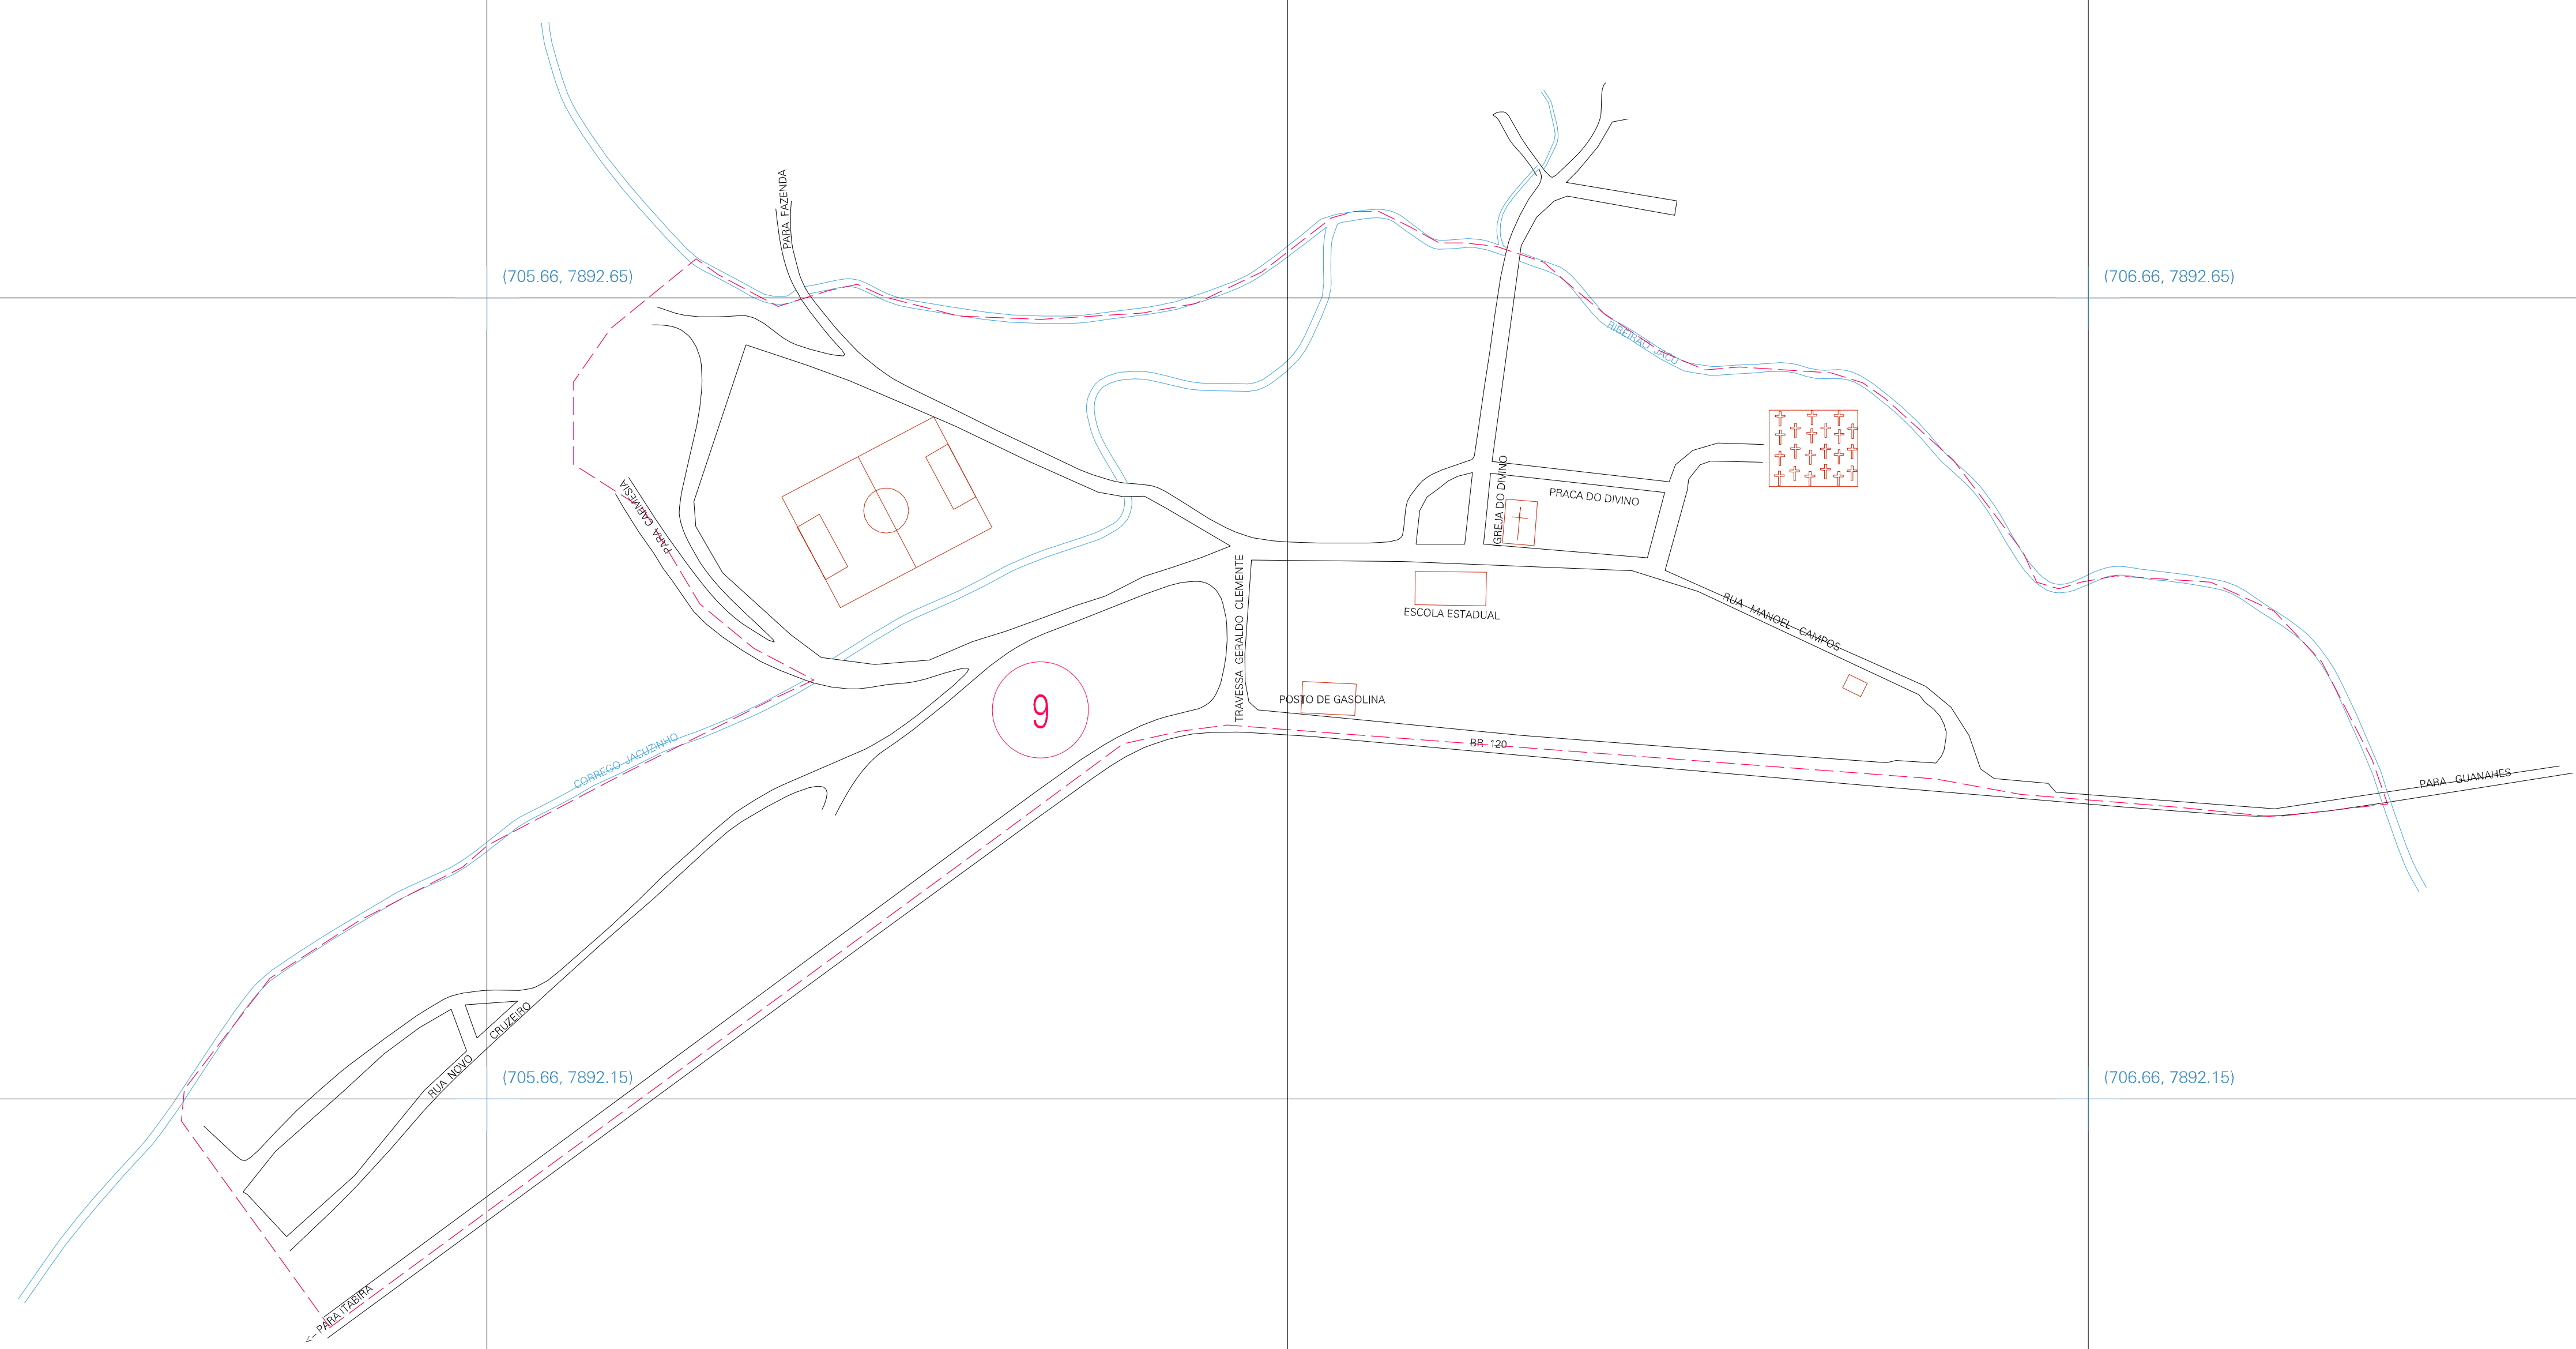 PARA FAZENDA
(705.66, 7892.65)
(706.66, 7892.65)
RIBEIRAO JACU
PARA CARMESIA
IGREJA DO DIVINO
PRACA DO DIVINO
TRAVESSA GERALDO CLEMENTE
ESCOLA ESTADUAL
RUA MANOEL CAMPOS
POSTO DE GASOLINA
9
CORREGO JACUZINHO
BR 120
PARA GUANAHES
RUA NOVO CRUZEIRO
(705.66, 7892.15)
(706.66, 7892.15)
<-- PARA ITABIRA